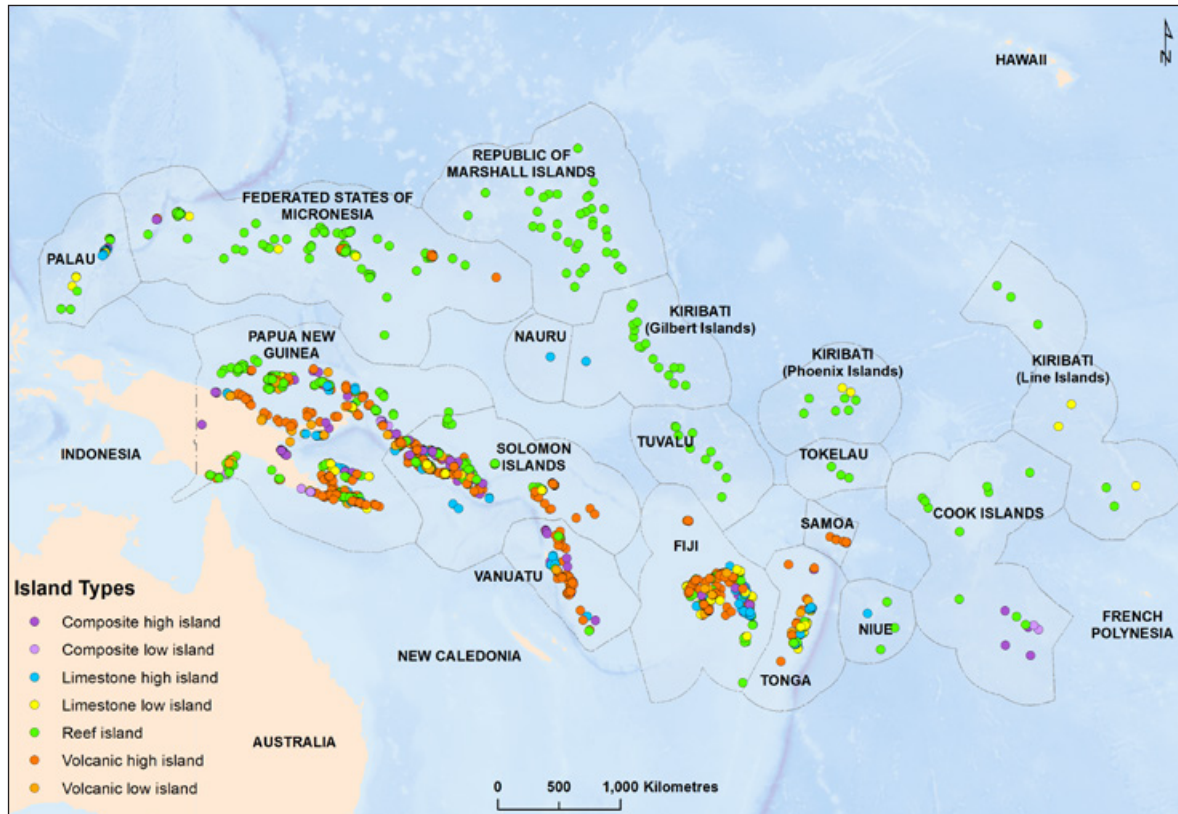 HAWAII
REPUBLIC OF
MARSHALL ISLANDS
FEDERATED STATES OF
MICRONESIA
PALAU
KIRIBATI
(Gilbert Islands)
NAURU
PAPUA NEW
GUINEA
KIRIBATI
(Phoenix Islands)
KIRIBATI
(Line Islands)
INDONESIA
SOLOMON
ISLANDS
TUVALU
TOKELAU
COOK ISLANDS
SAMOA
FIJI
VANUATU
FRENCH
POLYNESIA
NIUE
NEW CALEDONIA
TONGA
AUSTRALIA
Island Types
Composite high island
Composite low island
Limestone high island
Limestone low island
Reef island
Volcanic high island
Volcanic low island
0 500 1,000 Kilometres
N